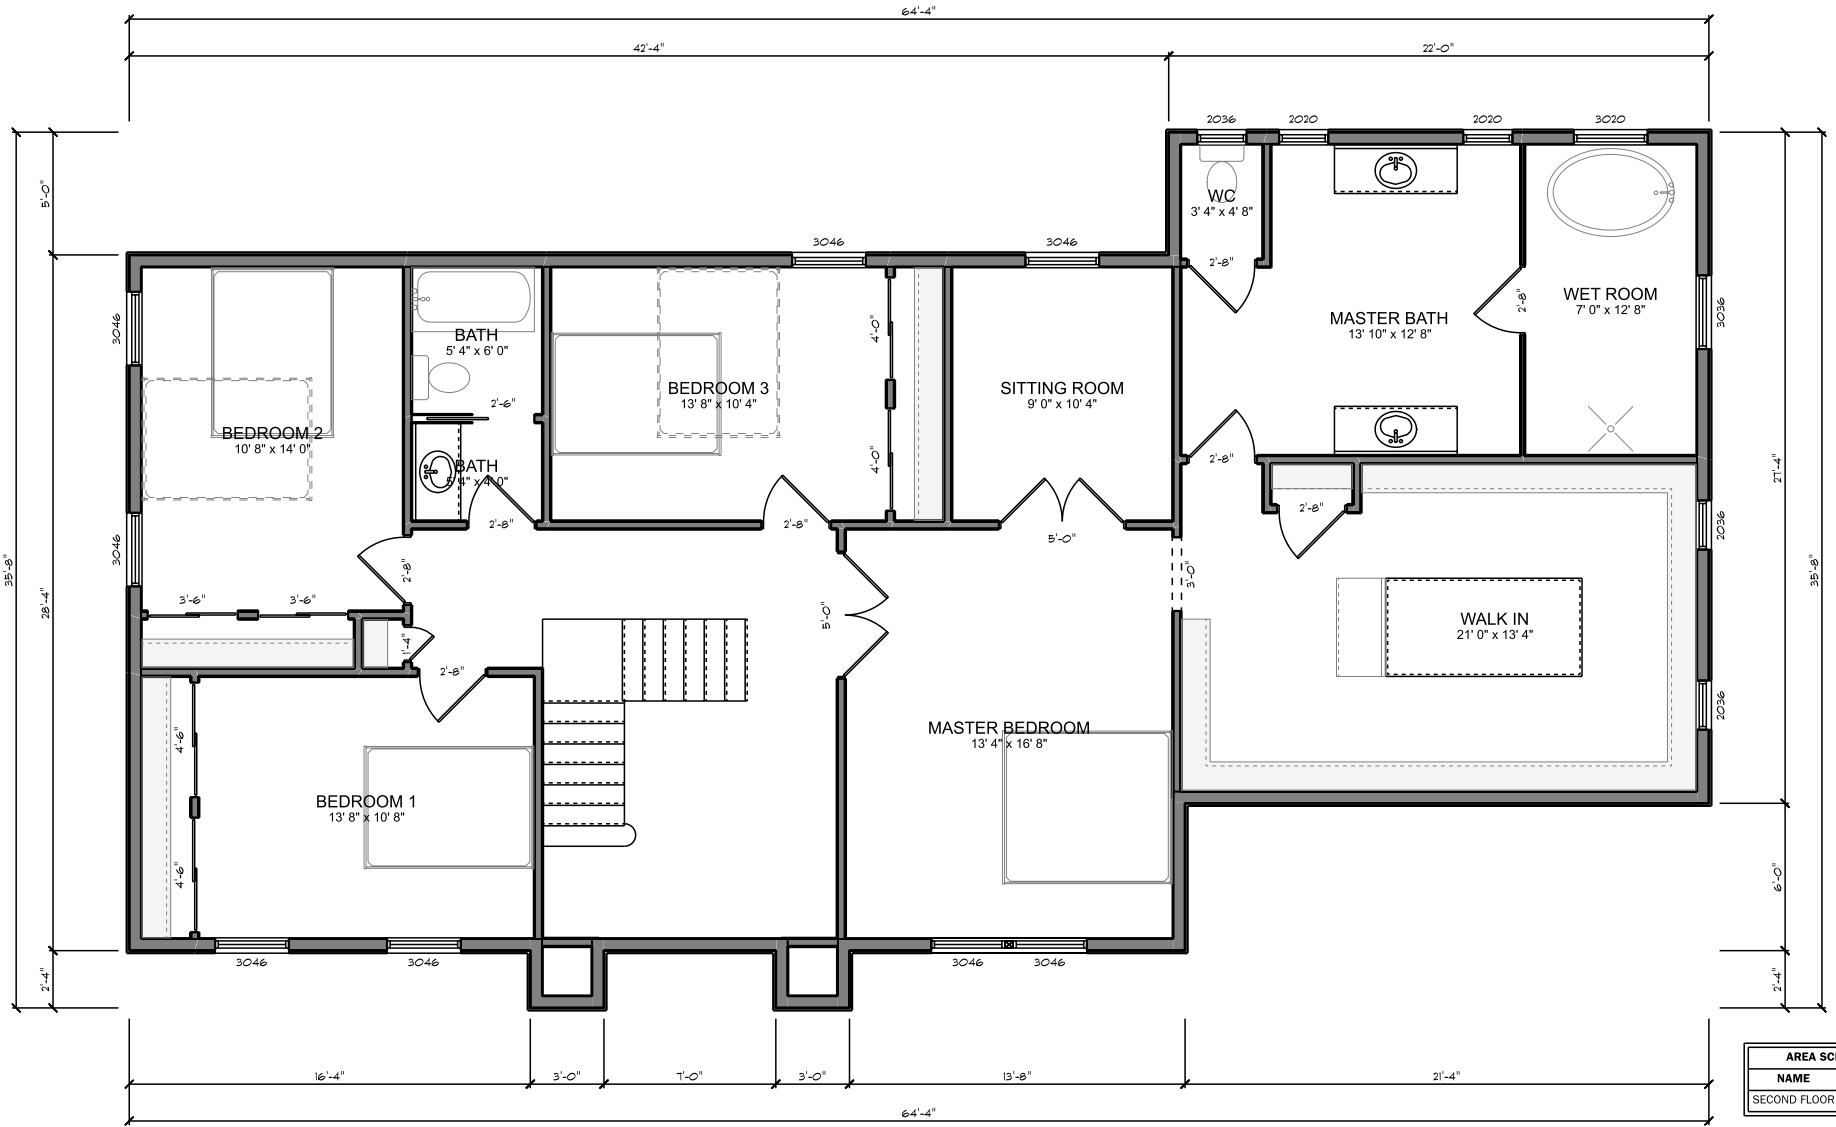 64'-4"
42'-4"
22'-0"
2036
2020
2020
3020
5'-0"
WC
3' 4" x 4' 8"
3046
3046
2'-8"
WET ROOM
7' 0" x 12' 8"
2'-8"
3036
MASTER BATH
13' 10" x 12' 8"
3046
BATH
5' 4" x 6' 0"
4'-0"
BEDROOM 3
13' 8" x 10' 4"
SITTING ROOM
9' 0" x 10' 4"
2'-6"
BEDROOM 2
10' 8" x 14' 0"
BATH
5' 4" x 4' 0"
4'-0"
2'-8"
27'-4"
2'-8"
2'-8"
2'-8"
5'-0"
2036
3046
2'-8"
3'-0"
35'-8"
35'-8"
28'-4"
3'-6"
3'-6"
5'-0"
WALK IN
21' 0" x 13' 4"
1'-4"
2'-8"
2036
4'-6"
MASTER BEDROOM
13' 4" x 16' 8"
BEDROOM 1
13' 8" x 10' 8"
4'-6"
6'-0"
3046
3046
3046
3046
2'-4"
2'-4"
16'-4"
3'-0"
7'-0"
3'-0"
13'-8"
21'-4"
64'-4"
AREA SC
NAME
SECOND FLOOR